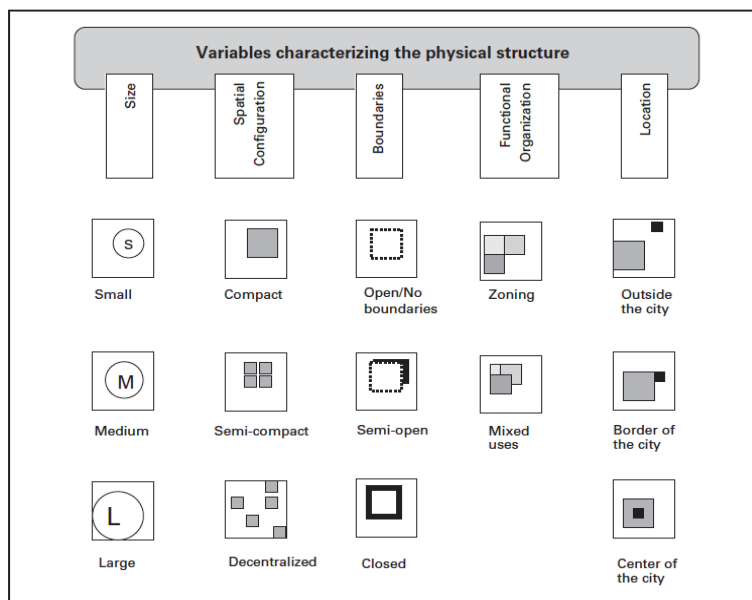 Variables characterizing the physical structure
Size
Spatial
Configuration
Boundaries
Functional
Organization
Location
S
Small
Compact
Open/No
boundaries
Zoning
Outside
the city
M
Medium
Semi-compact
Semi-open
Mixed
uses
Border of
the city
L
Large
Decentralized
Closed
Center of
the city